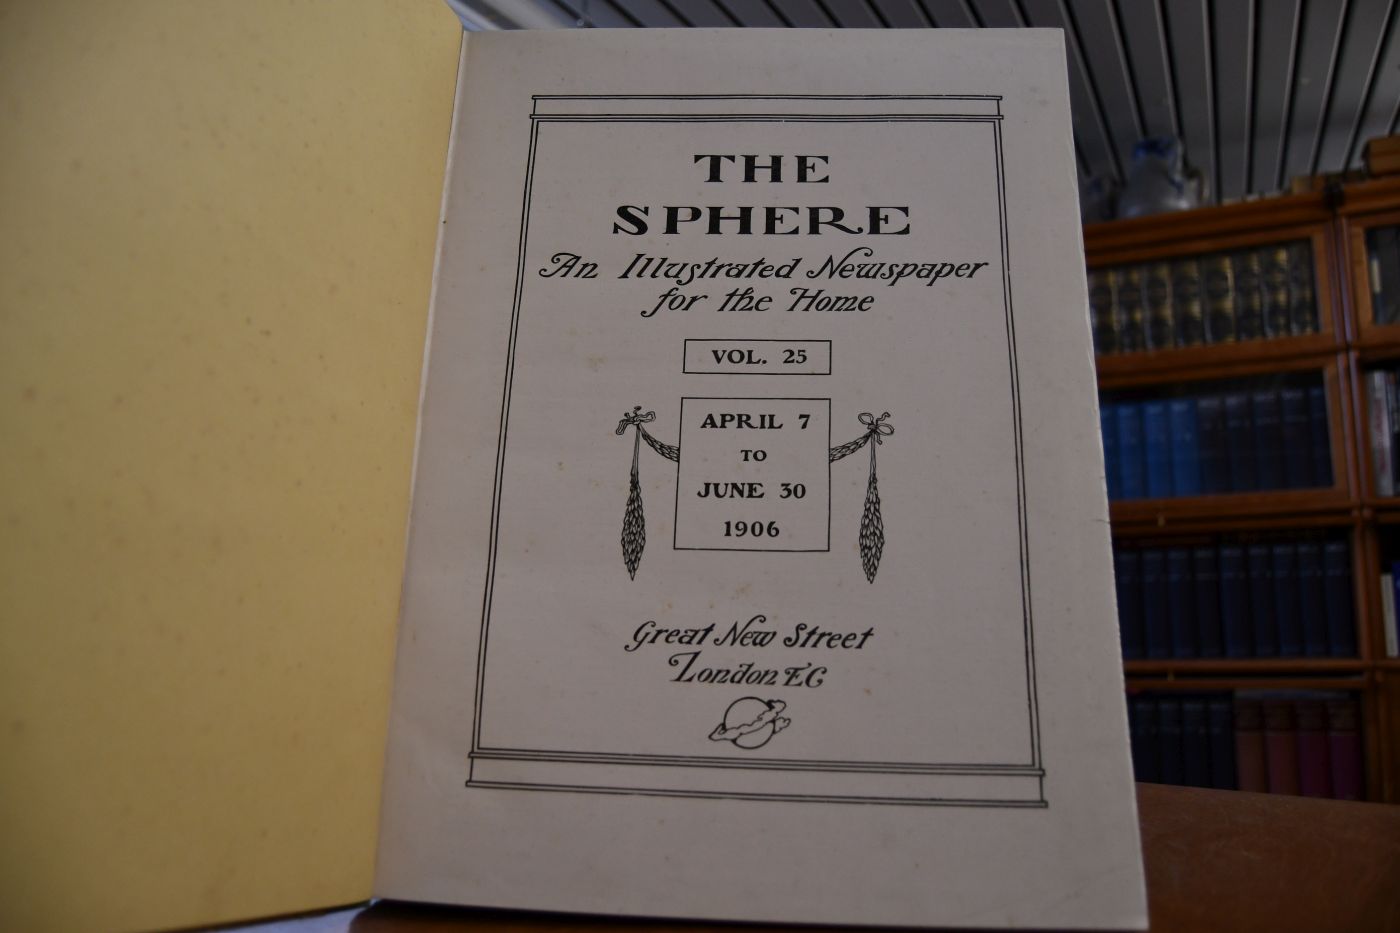 THE
SPHERE
An Illustrated Newspaper
for the Home
VOL. 25
APRIL 7
TO
JUNE 30
1906
Great New Street
London EC